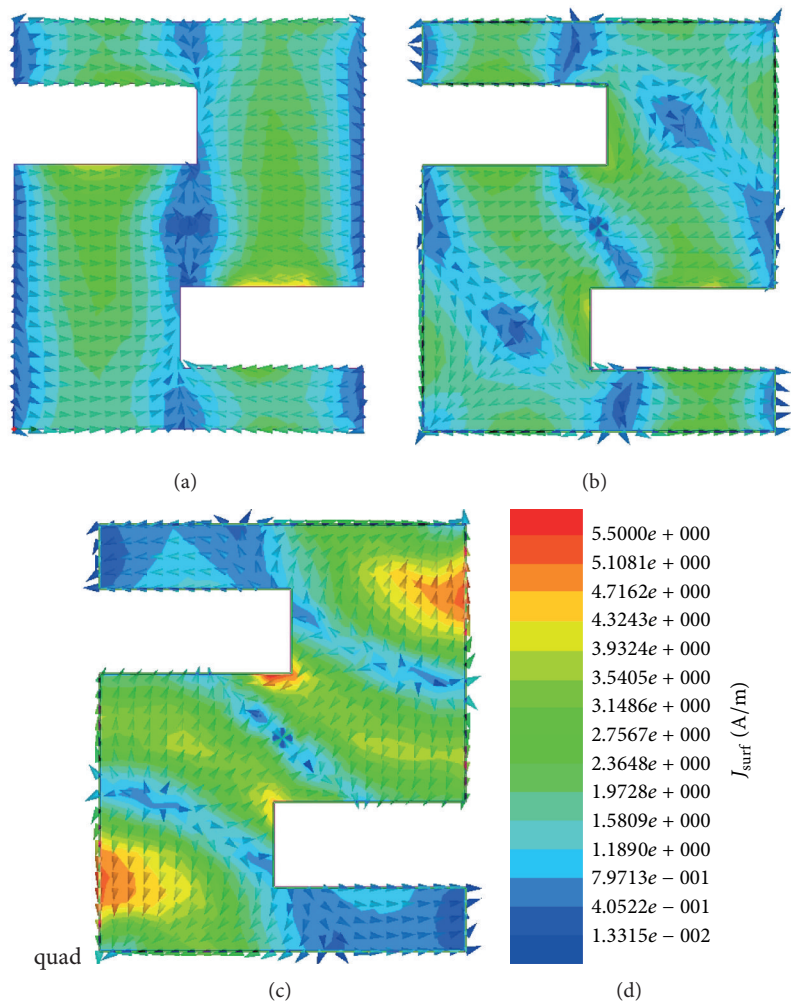 (a)
(b)
5.5000e + 000
5.1081e + 000
4.7162e + 000
4.3243e + 000
3.9324e + 000
3.5405e + 000
3.1486e + 000
2.7567e + 000
2.3648e + 000
1.9728e + 000
1.5809e + 000
1.1890e + 000
7.9713e − 001
4.0522e − 001
1.3315e − 002
Jsurf (A/m)
quad
(c)
(d)